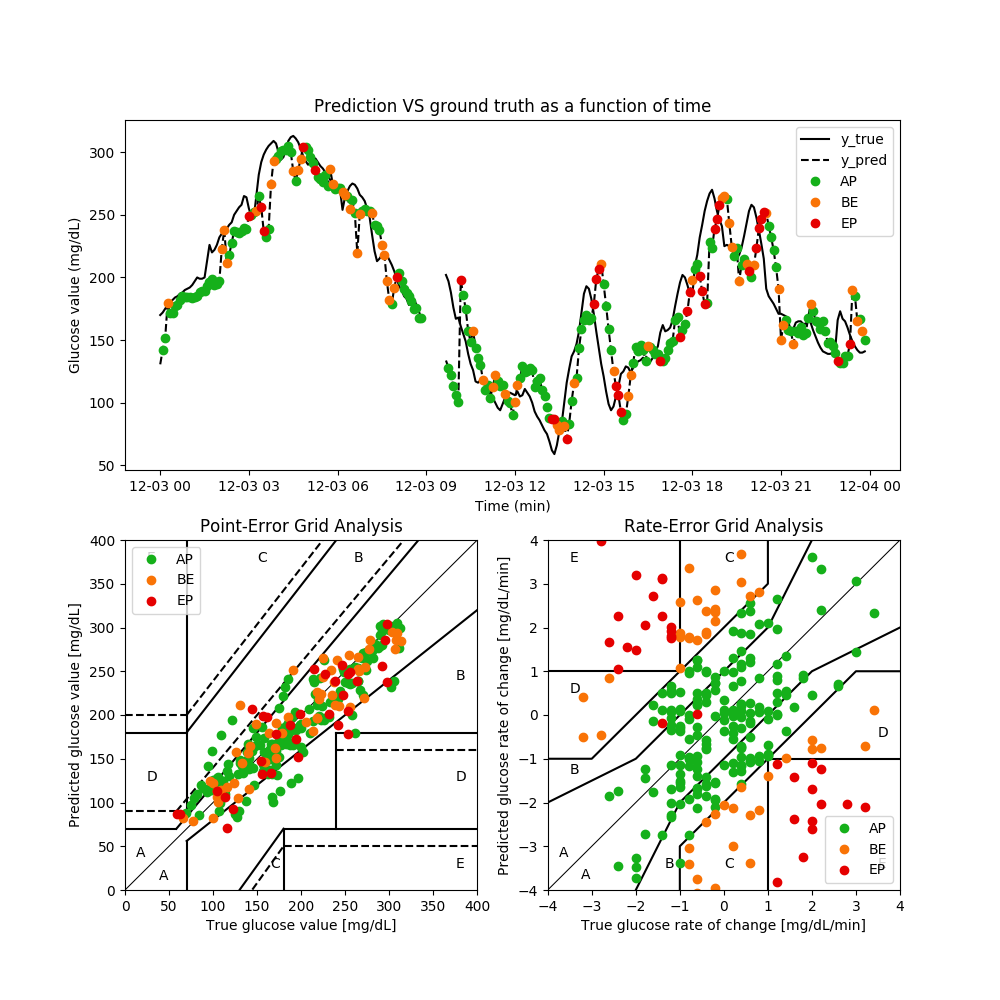 Prediction VS ground truth as a function of time
Glucose value (mg/dL)
300
250
200
150
100
50
y_true
y_pred
AP
BE
EP
12-03 00 12-03 03 12-03 06 12-03 09 12-03 12 12-03 15 12-03 18 12-03 21 12-04 00
Time (min)
Point-Error Grid Analysis
Predicted glucose value [mg/dL]
400
350
300
250
200
150
100
50
0
AP
BE
EP
C
B
B
D
D
A
A
C
E
0 50 100 150 200 250 300 350 400
True glucose value [mg/dL]
Rate-Error Grid Analysis
Predicted glucose rate of change [mg/dL/min]
4
3
2
1
0
−1
−2
−3
−4
E
C
D
D
B
A
A
B
C
AP
BE
EP
−4 −3 −2 −1 0 1 2 3 4
True glucose rate of change [mg/dL/min]